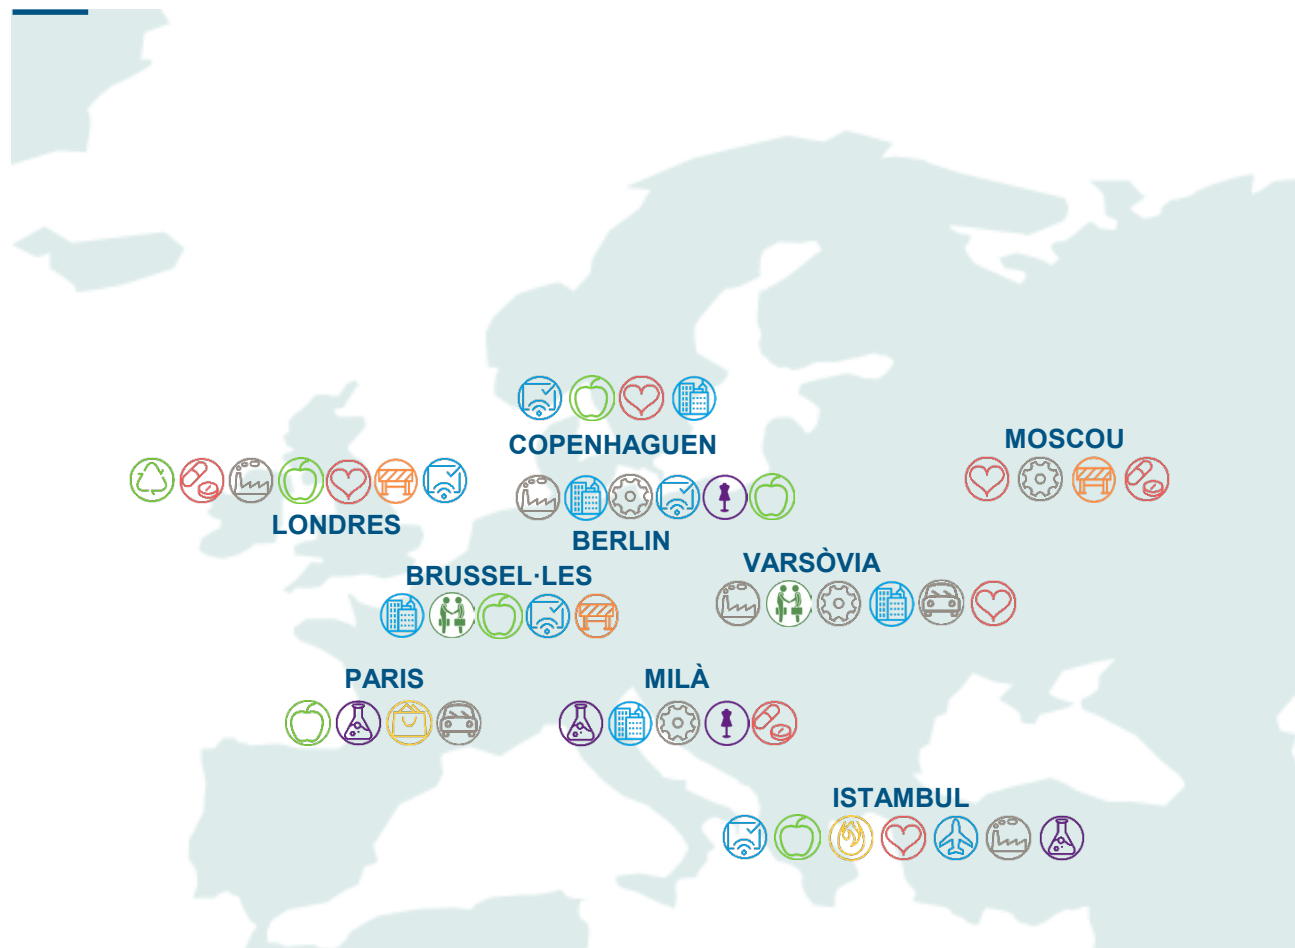 COPENHAGUEN
MOSCOU
LONDRES
BERLIN
VARSÒVIA
BRUSSEL·LES
PARIS
MILÀ
ISTAMBUL